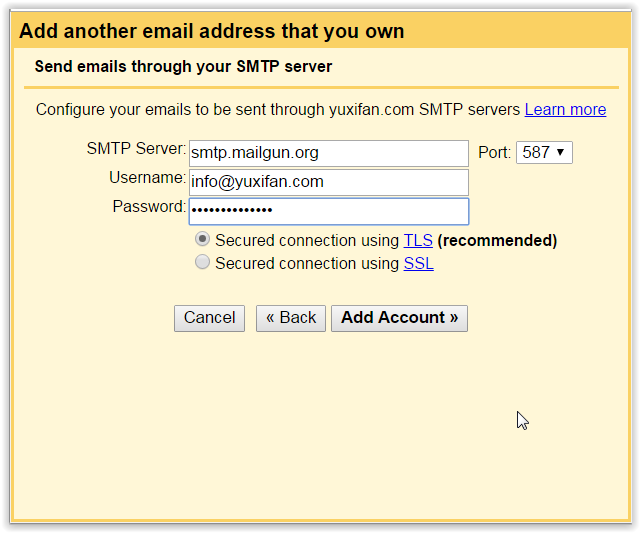 Add another email address that you own
Send emails through your SMTP server
Configure your emails to be sent through yuxifan.com SMTP servers Learn more
SMTP Server: smtp.mailgun.org Port: 587 ▼
Username: info@yuxifan.com
Password: ••••••••••••••
Secured connection using TLS (recommended)
Secured connection using SSL
Cancel « Back Add Account »